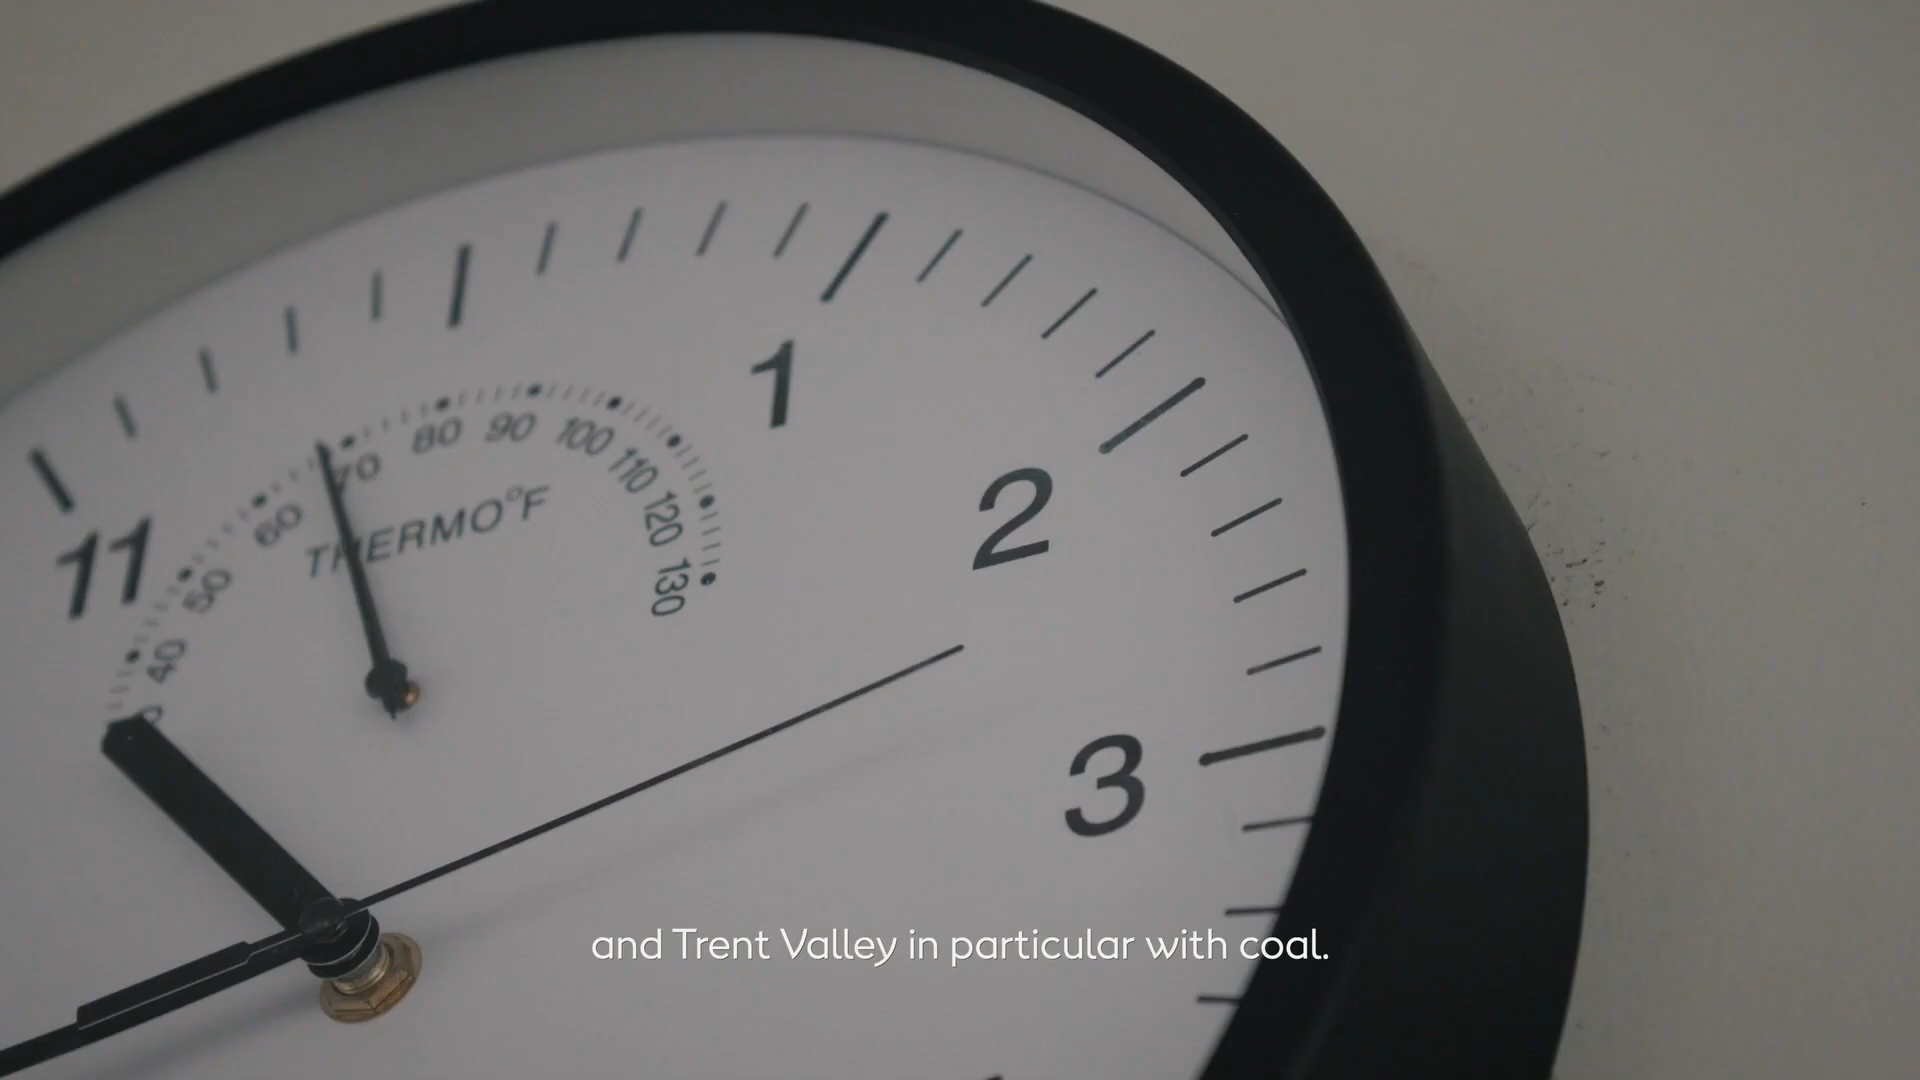 1
80 90 100 110 120 130
70
60
50
40
THERMO°F
11
2
3
and Trent Valley in particular with coal.